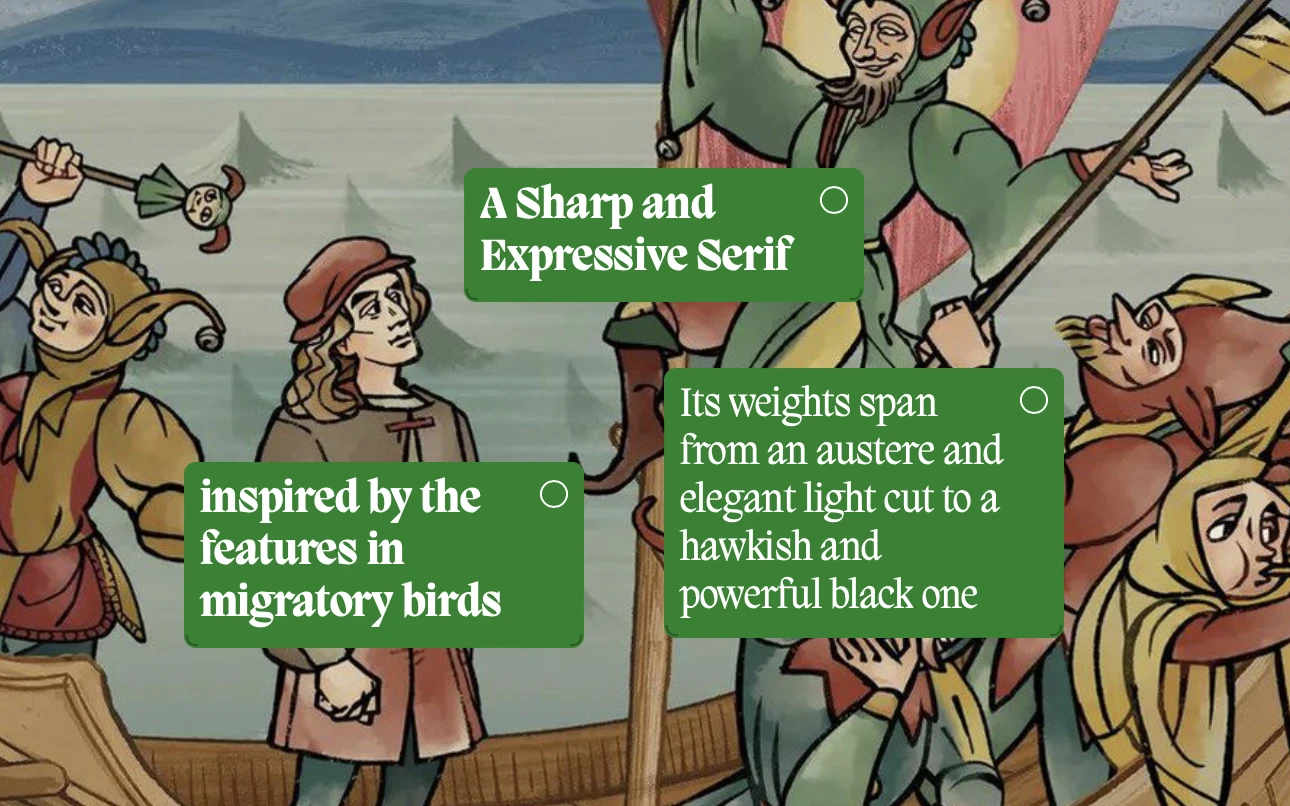 A Sharp and
Expressive Serif
inspired by the
features in
migratory birds
Its weights span
from an austere and
elegant light cut to a
hawkish and
powerful black one